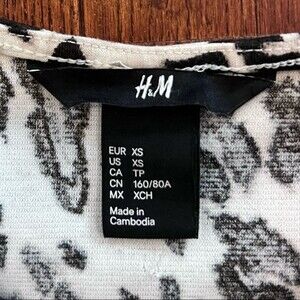 H&M
EUR XS
US XS
CA TP
CN 160/80A
MX XCH
Made in
Cambodia